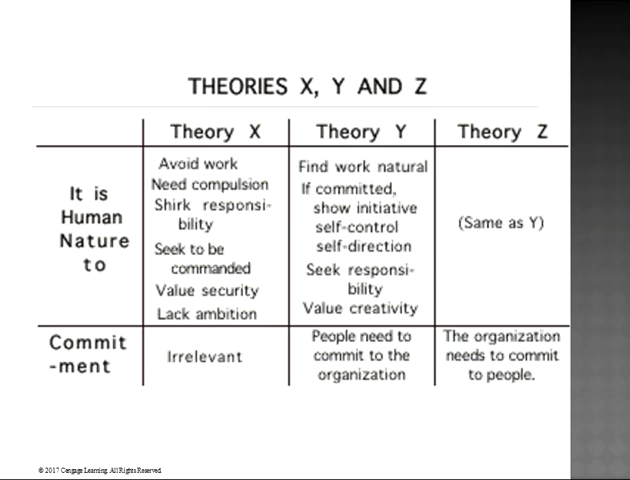 THEORIES X, Y AND Z
Theory X
Theory Y
Theory Z
It is
Human
Nature
to
Avoid work
Need compulsion
Shirk responsi-
bility
Seek to be
commanded
Value security
Lack ambition
Find work natural
If committed,
show initiative
self-control
self-direction
Seek responsi-
bility
Value creativity
(Same as Y)
Commit
-ment
Irrelevant
People need to
commit to the
organization
The organization
needs to commit
to people.
© 2017 Cengage Learning. All Rights Reserved.